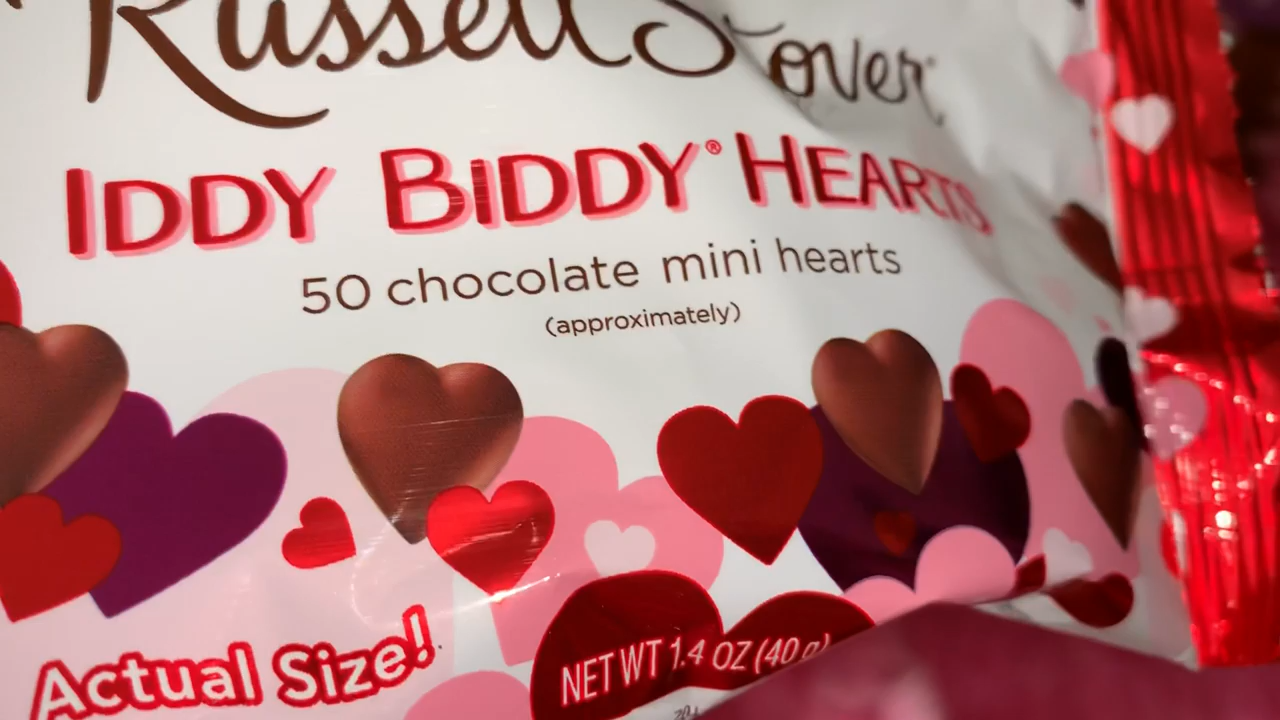 Russell Stover
IDDY BIDDY® HEARTS
50 chocolate mini hearts
(approximately)
Actual Size!
NET WT 1.4 OZ (40 g)